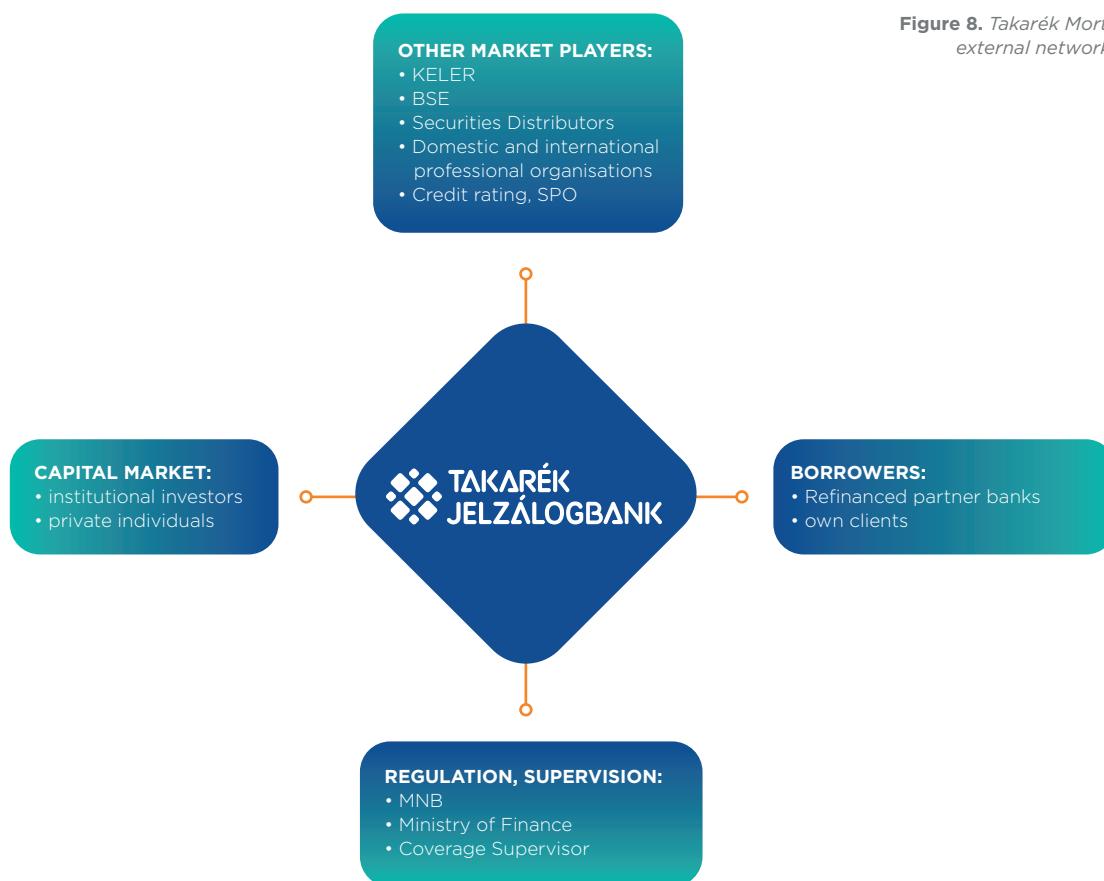 Figure 8. Takarék Mort
external network
OTHER MARKET PLAYERS:
• KELER
• BSE
• Securities Distributors
• Domestic and international
professional organisations
• Credit rating, SPO
CAPITAL MARKET:
• institutional investors
• private individuals
TAKARÉK
JELZÁLOGBANK
BORROWERS:
• Refinanced partner banks
• own clients
REGULATION, SUPERVISION:
• MNB
• Ministry of Finance
• Coverage Supervisor